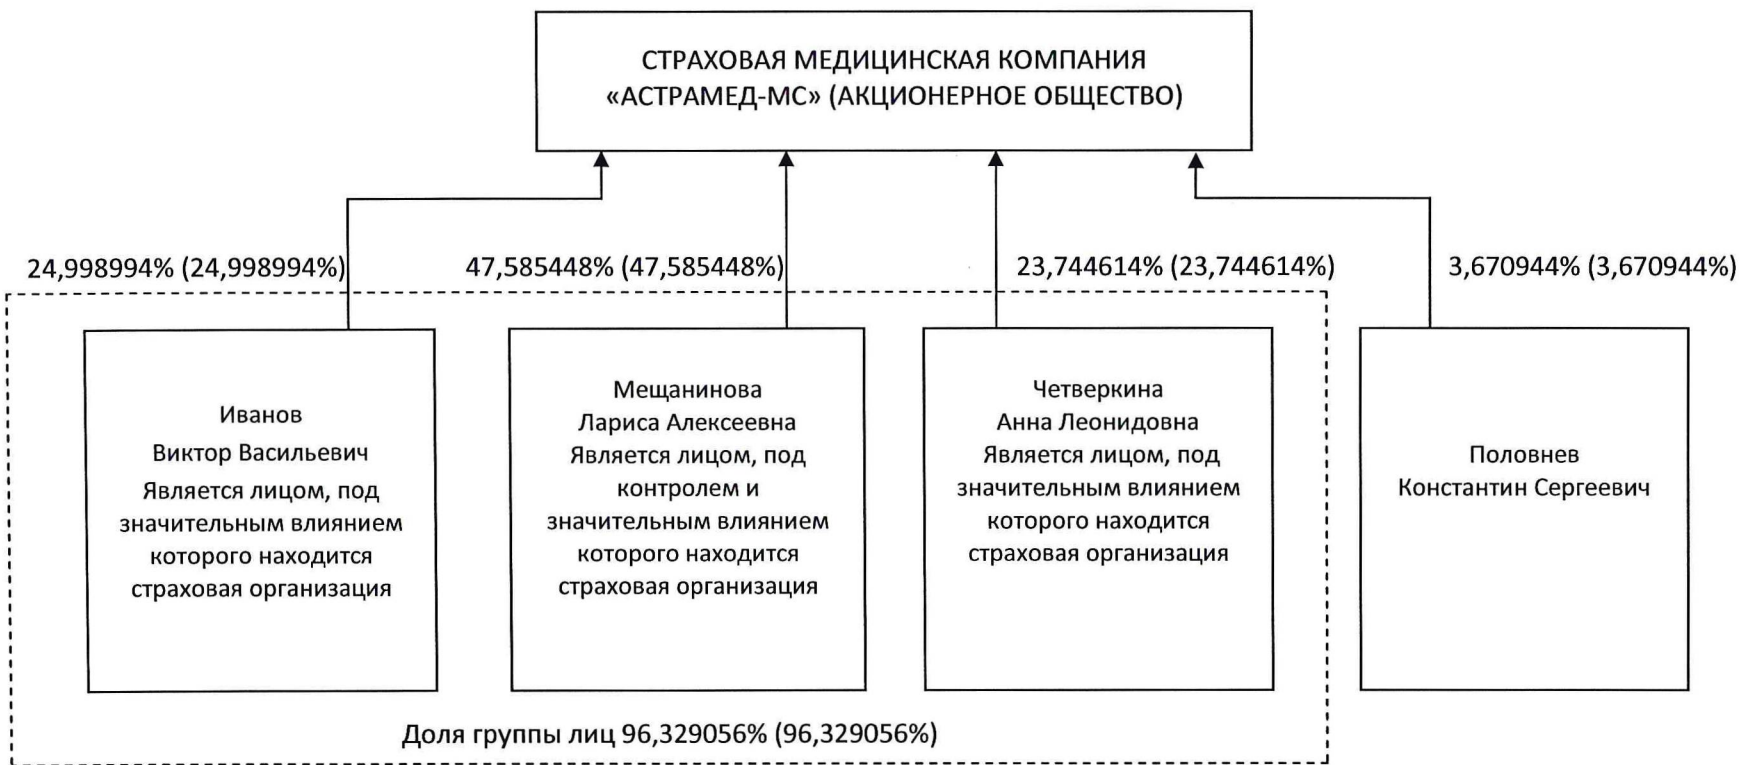 СТРАХОВАЯ МЕДИЦИНСКАЯ КОМПАНИЯ
«АСТРАМЕД-МС» (АКЦИОНЕРНОЕ ОБЩЕСТВО)
24,998994% (24,998994%)
47,585448% (47,585448%)
23,744614% (23,744614%)
3,670944% (3,670944%)
Иванов
Виктор Васильевич
Является лицом, под
значительным влиянием
которого находится
страховая организация
Мещанинова
Лариса Алексеевна
Является лицом, под
контролем и
значительным влиянием
которого находится
страховая организация
Четверкина
Анна Леонидовна
Является лицом, под
значительным влиянием
которого находится
страховая организация
Половнев
Константин Сергеевич
Доля группы лиц 96,329056% (96,329056%)